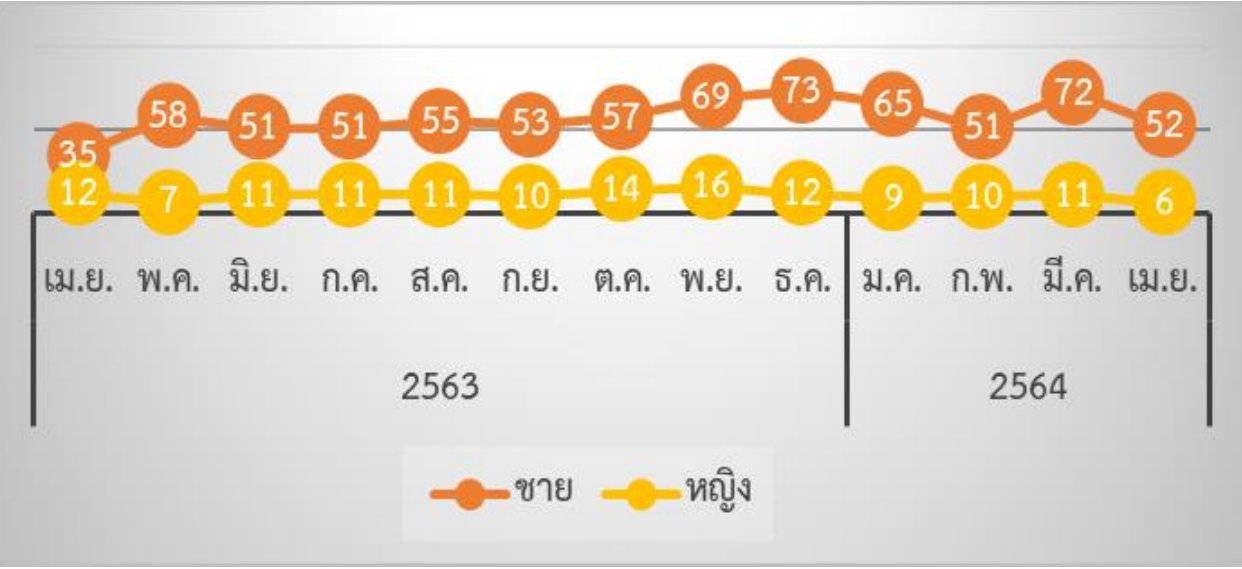 58 51 51 55 53 57 69 73 65 51 72 52
35
12 7 11 11 11 10 14 16 12 9 10 11 6
เม.ย. พ.ค. มิ.ย. ก.ค. ส.ค. ก.ย. ต.ค. พ.ย. ธ.ค. ม.ค. ก.พ. มี.ค. เม.ย.
2563 2564
ชาย หญิง